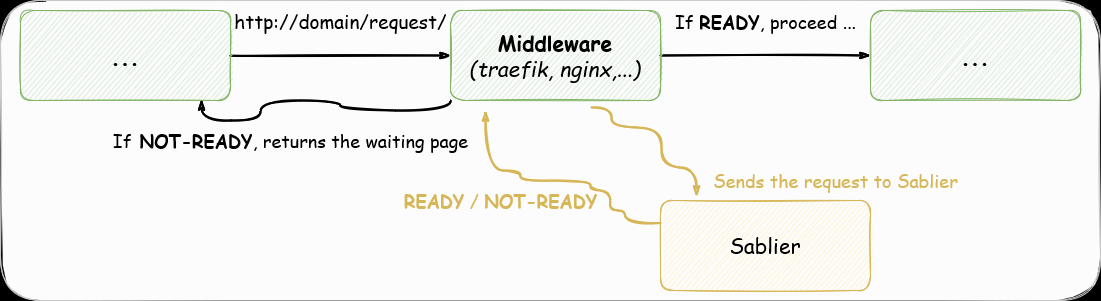 http://domain/request/
If READY, proceed ...
...
Middleware
(traefik, nginx,...)
...
If NOT-READY, returns the waiting page
Sends the request to Sablier
READY / NOT-READY
Sablier